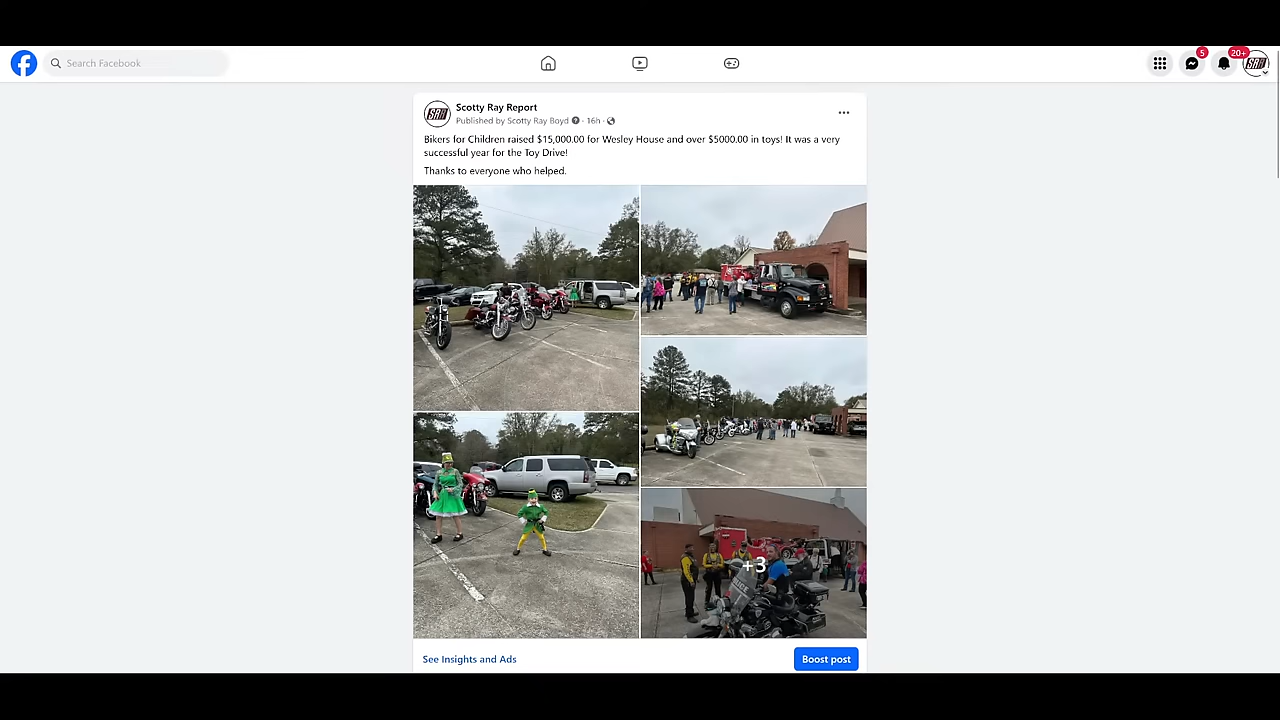 Search Facebook
5
20+
SRR
Scotty Ray Report
Published by Scotty Ray Boyd · 16h ·
Bikers for Children raised $15,000.00 for Wesley House and over $5000.00 in toys! It was a very
successful year for the Toy Drive!
Thanks to everyone who helped.
POLICE
+3
See Insights and Ads
Boost post